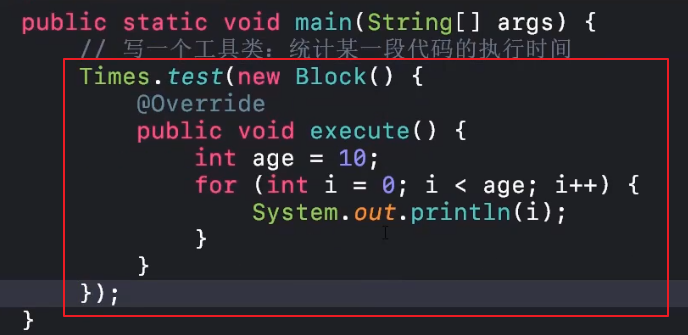 public static void main(String[] args) {
    // 写一个工具类：统计某一段代码的执行时间
    Times.test(new Block() {
        @Override
        public void execute() {
            int age = 10;
            for (int i = 0; i < age; i++) {
                System.out.println(i);
            }
        }
    });
}